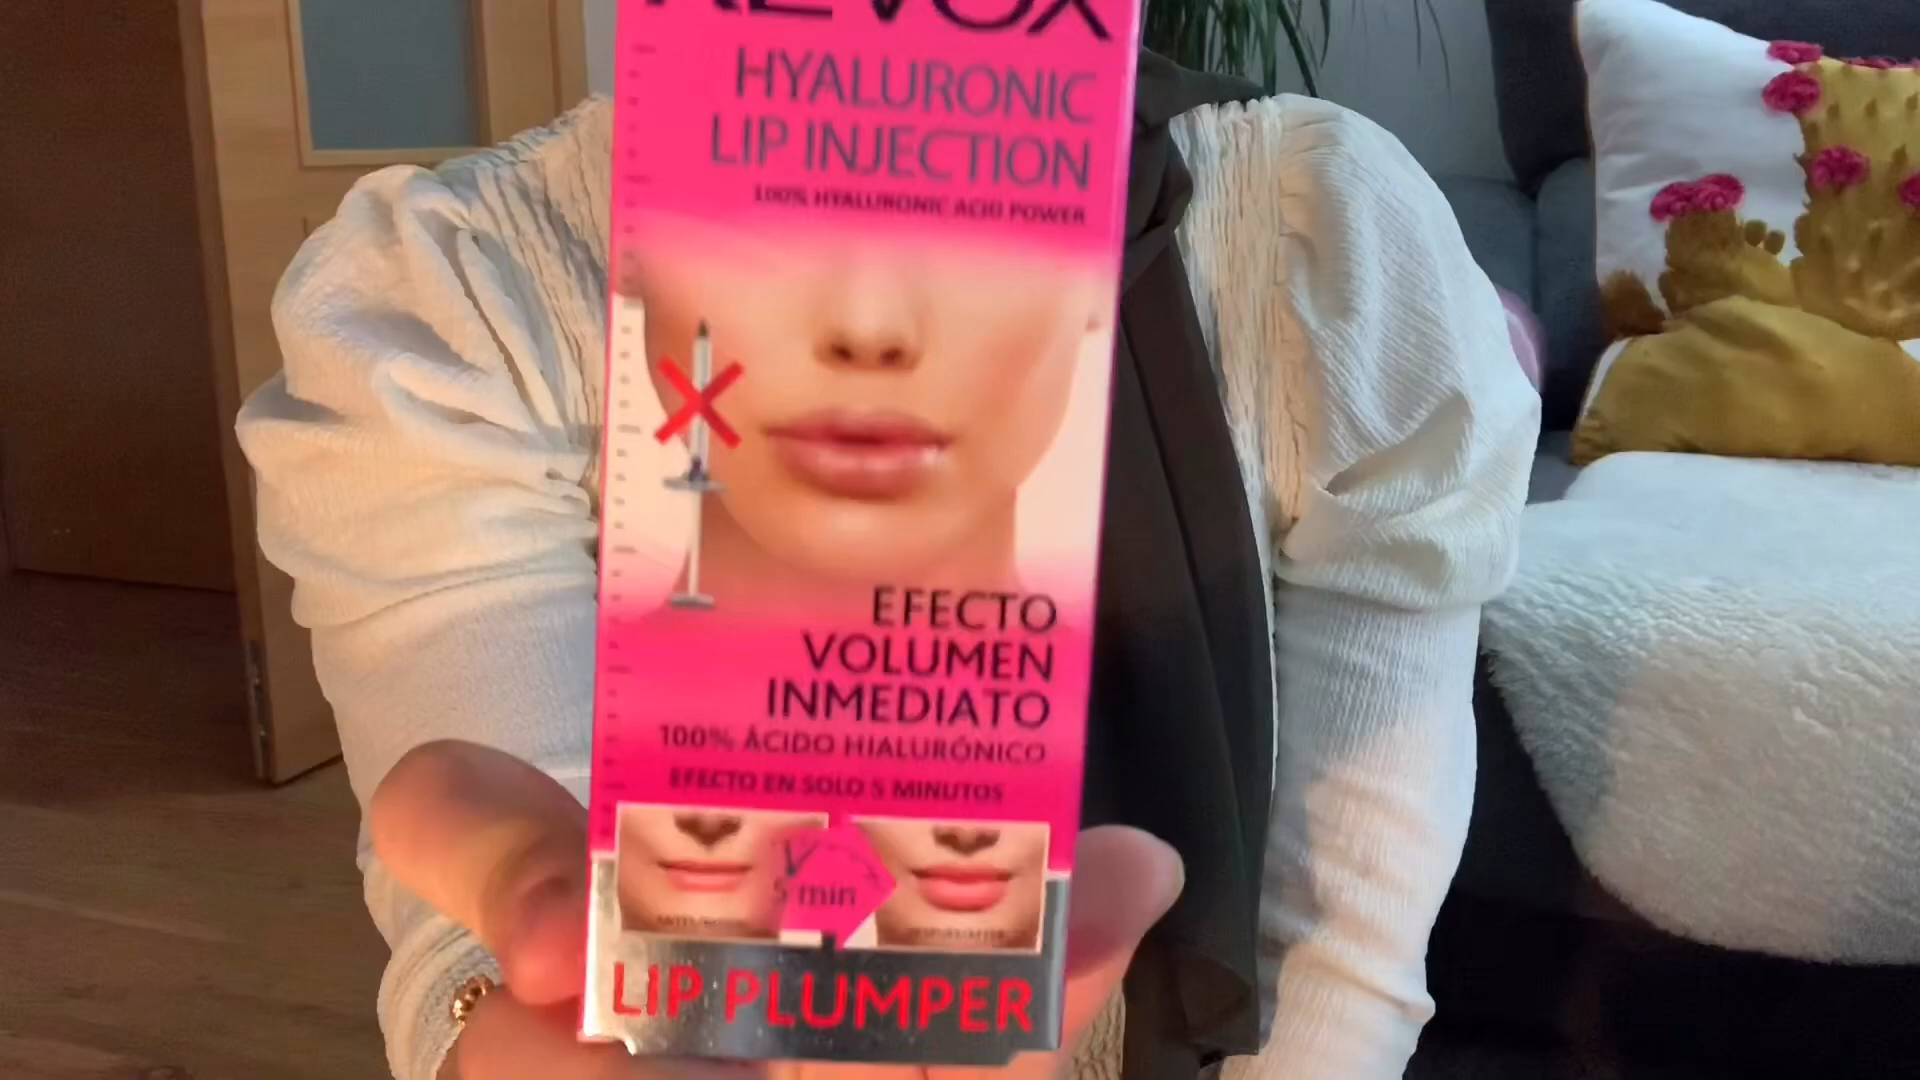 REVOX
HYALURONIC
LIP INJECTION
100% HYALURONIC ACID POWER
EFECTO
VOLUMEN
INMEDIATO
100% ÁCIDO HIALURÓNICO
EFECTO EN SOLO 5 MINUTOS
5 min
LIP PLUMPER